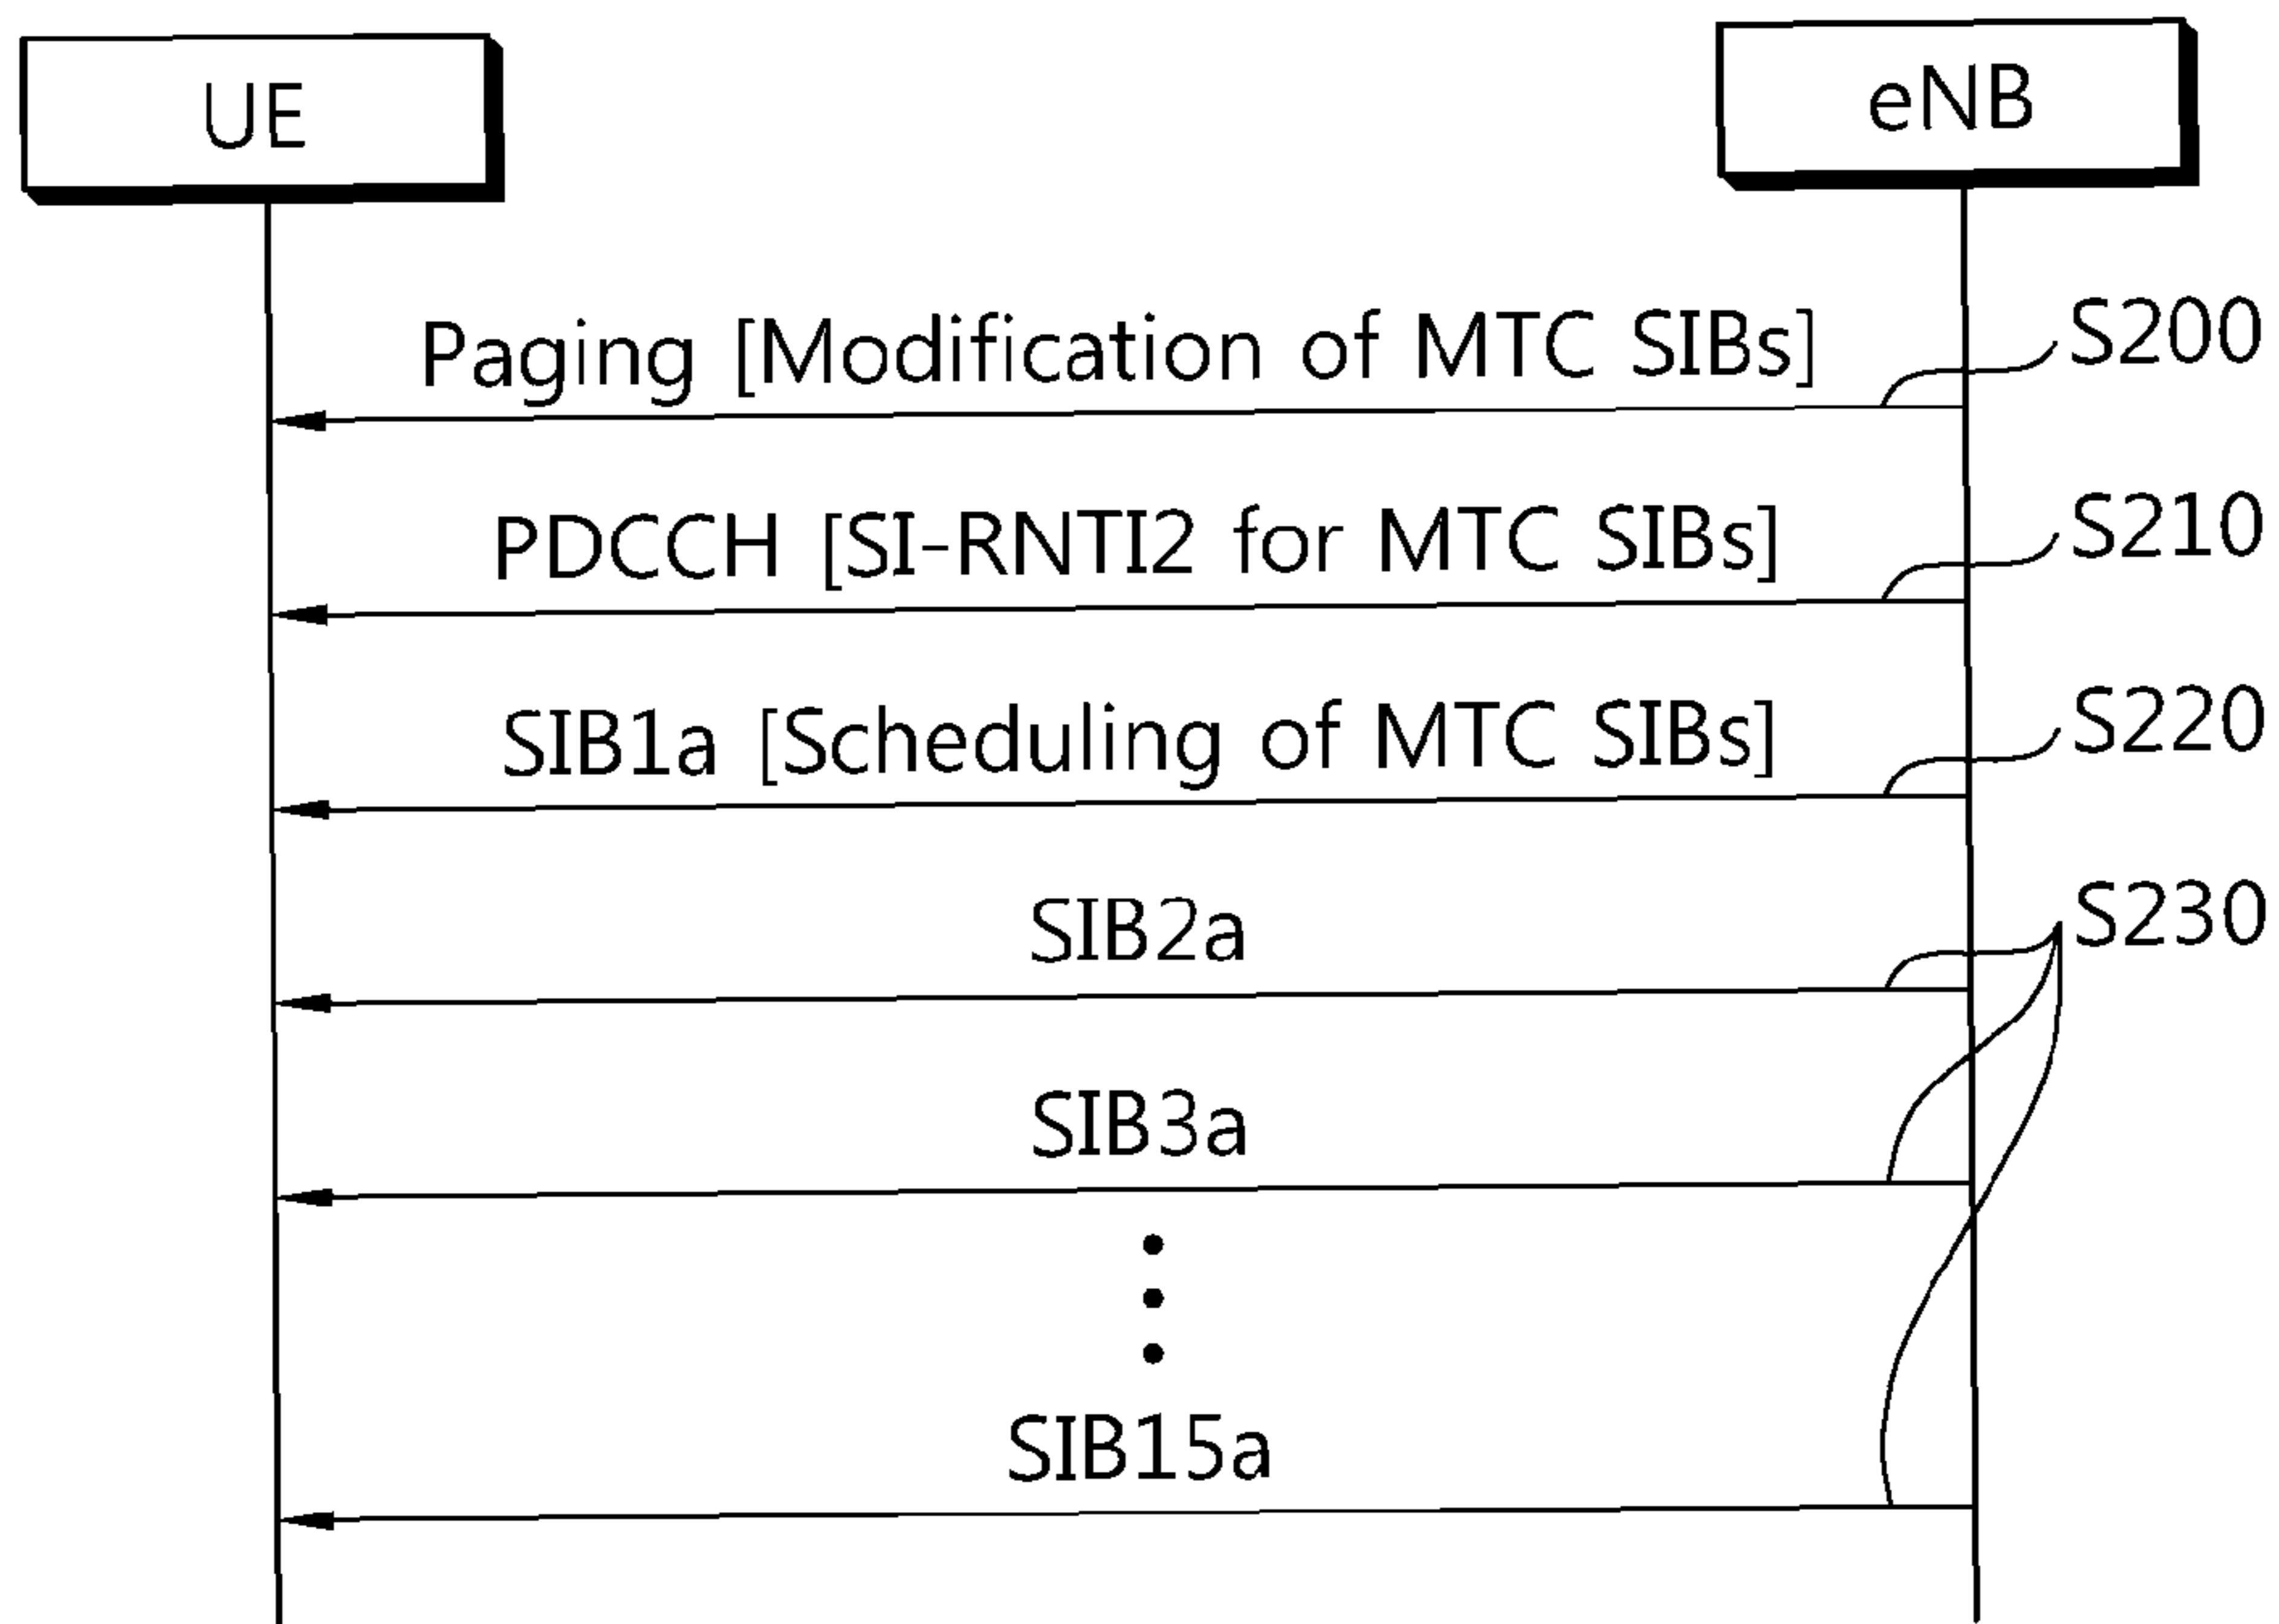 UE
eNB
Paging [Modification of MTC SIBs]
S200
PDCCH [SI-RNTI2 for MTC SIBs]
S210
SIB1a [Scheduling of MTC SIBs]
S220
SIB2a
S230
SIB3a
SIB15a